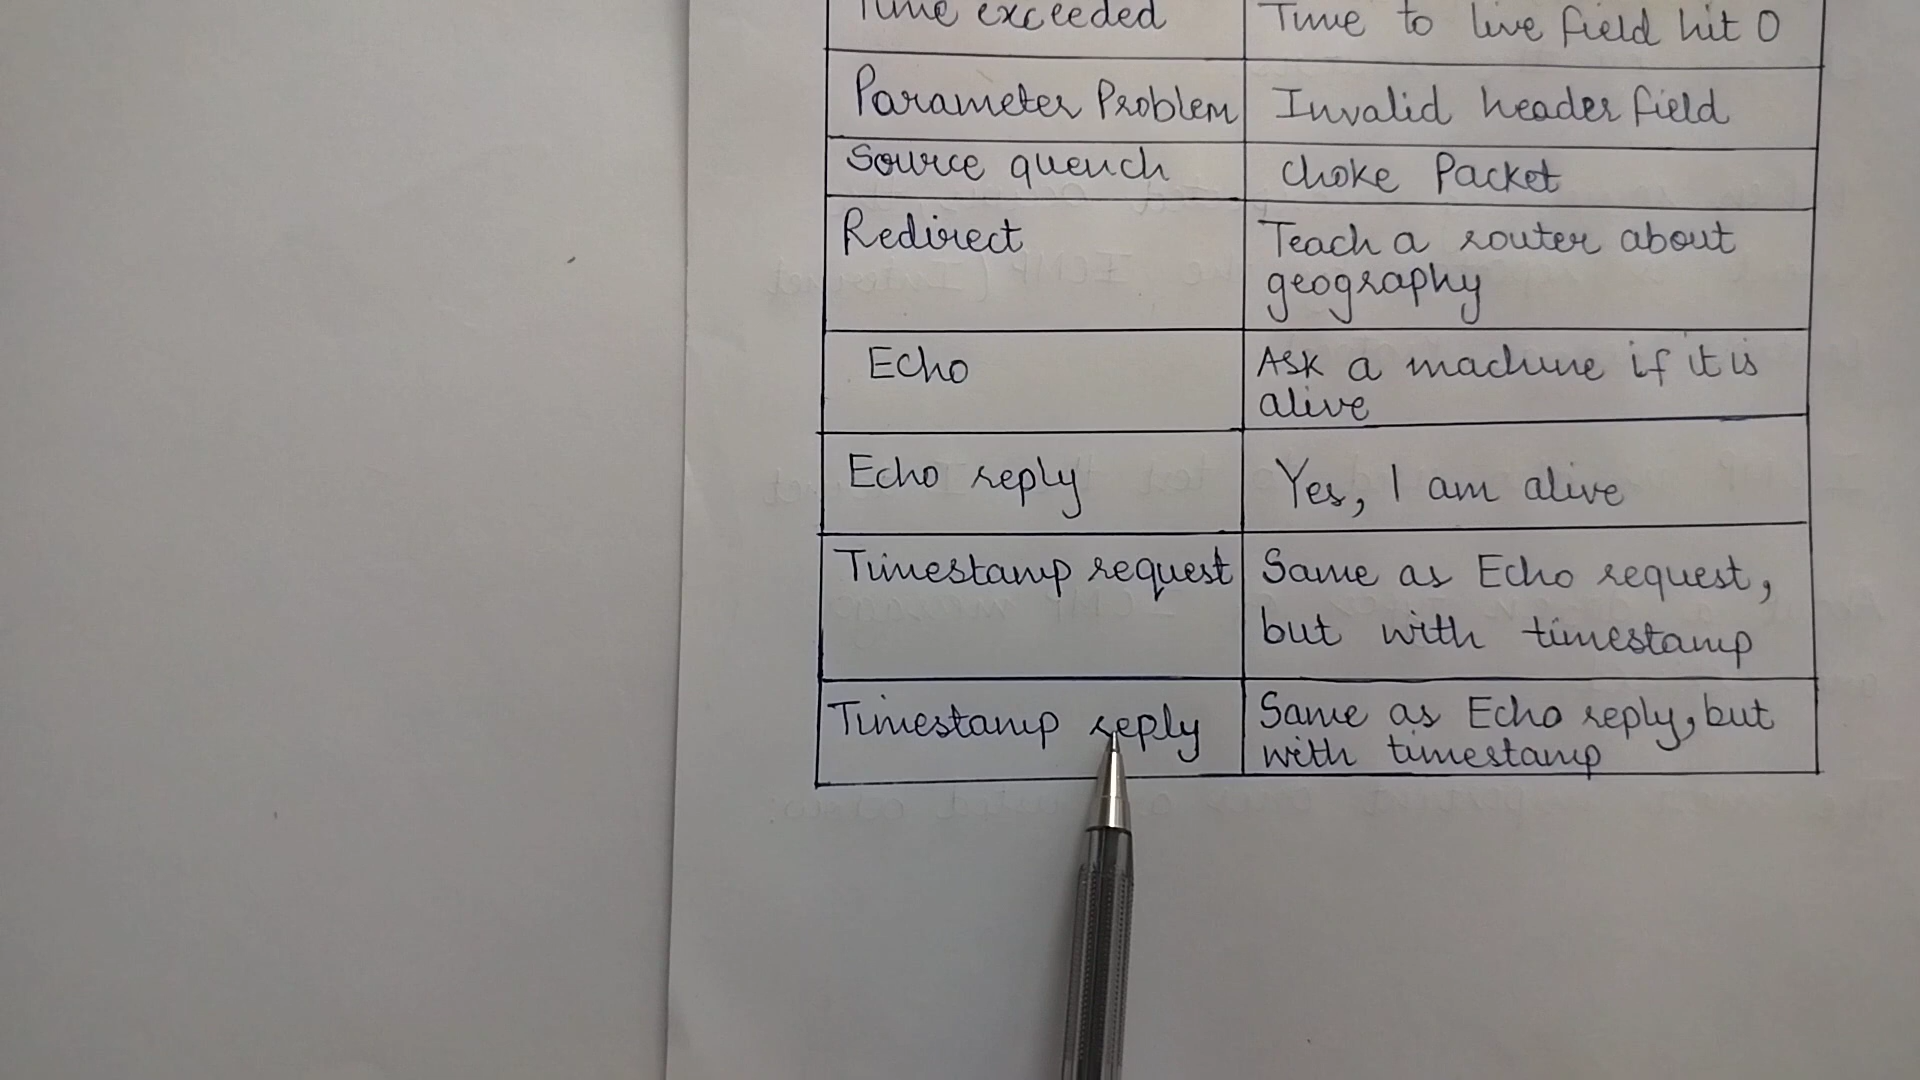 Time exceeded
Time to live field hit 0
Parameter Problem
Invalid header field
Source quench
choke Packet
Redirect
Teach a router about
geography
Echo
Ask a machine if it is
alive
Echo reply
Yes, I am alive
Timestamp request
Same as Echo request,
but with timestamp
Timestamp reply
Same as Echo reply, but
with timestamp